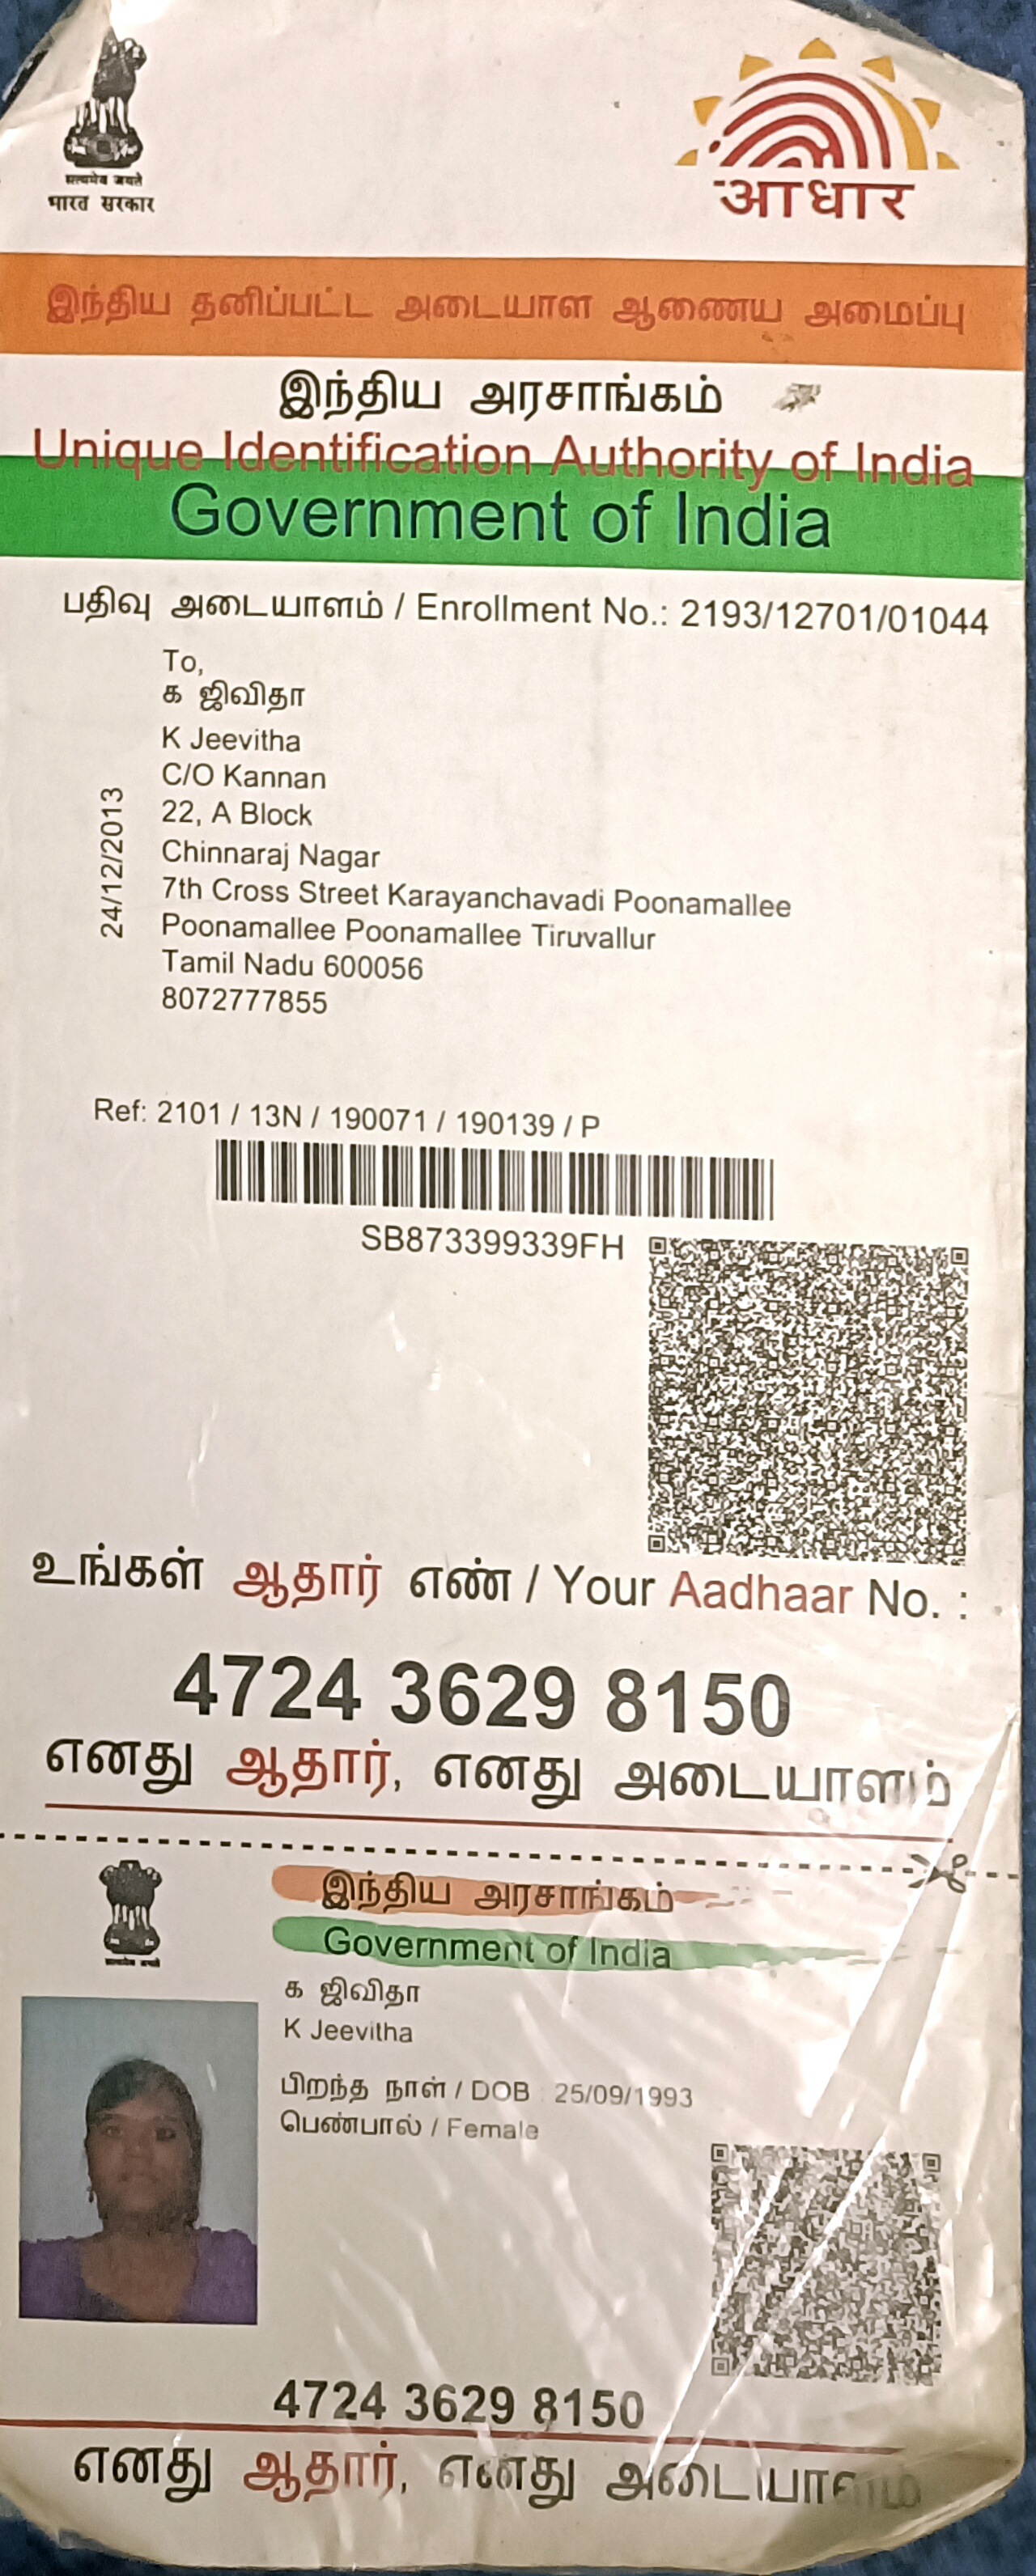 सत्यमेव जयते
भारत सरकार
आधार
இந்திய தனிப்பட்ட அடையாள ஆணைய அமைப்பு
இந்திய அரசாங்கம்
Unique Identification Authority of India
Government of India
பதிவு அடையாளம் / Enrollment No.: 2193/12701/01044
To,
க ஜிவிதா
K Jeevitha
C/O Kannan
22, A Block
Chinnaraj Nagar
7th Cross Street Karayanchavadi Poonamallee
Poonamallee Poonamallee Tiruvallur
Tamil Nadu 600056
8072777855
24/12/2013
Ref: 2101 / 13N / 190071 / 190139 / P
SB873399339FH
உங்கள் ஆதார் எண் / Your Aadhaar No. :
4724 3629 8150
எனது ஆதார், எனது அடையாளம்
இந்திய அரசாங்கம்
Government of India
க ஜிவிதா
K Jeevitha
பிறந்த நாள் / DOB : 25/09/1993
பெண்பால் / Female
4724 3629 8150
எனது ஆதார், எனது அடையாளம்